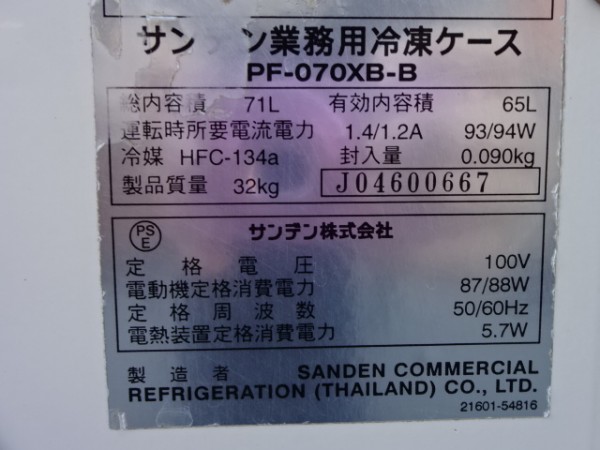 サンデン業務用冷凍ケース
PF-070XB-B
総内容積 71L 有効内容積 65L
運転時所要電流電力 1.4/1.2A 93/94W
冷媒 HFC-134a 封入量 0.090kg
製品質量 32kg J04600667
PS E サンデン株式会社
定格電圧 100V
電動機定格消費電力 87/88W
定格周波数 50/60Hz
電熱装置定格消費電力 5.7W
製造者 SANDEN COMMERCIAL
REFRIGERATION (THAILAND) CO., LTD.
21601-54816